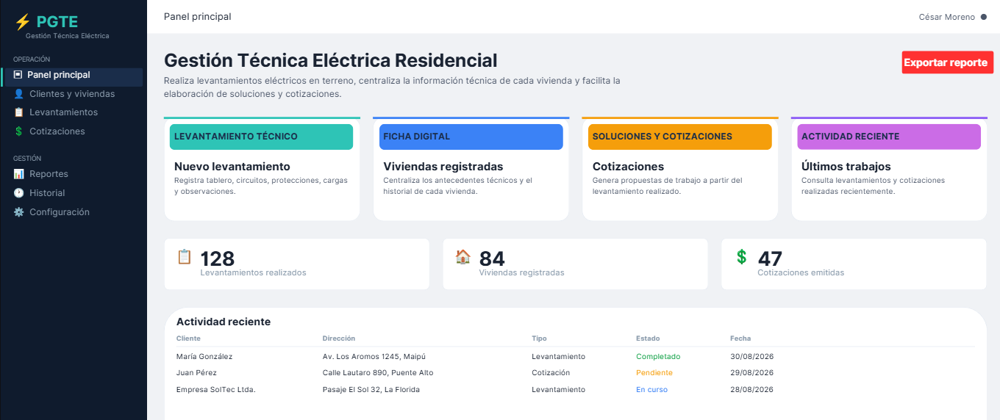 PGTE
Gestión Técnica Eléctrica
OPERACIÓN
Panel principal
Clientes y viviendas
Levantamientos
Cotizaciones
GESTIÓN
Reportes
Historial
Configuración
Panel principal
César Moreno
Gestión Técnica Eléctrica Residencial
Exportar reporte
Realiza levantamientos eléctricos en terreno, centraliza la información técnica de cada vivienda y facilita la
elaboración de soluciones y cotizaciones.
LEVANTAMIENTO TÉCNICO
Nuevo levantamiento
Registra tablero, circuitos, protecciones, cargas
y observaciones.
FICHA DIGITAL
Viviendas registradas
Centraliza los antecedentes técnicos y el
historial de cada vivienda.
SOLUCIONES Y COTIZACIONES
Cotizaciones
Genera propuestas de trabajo a partir del
levantamiento realizado.
ACTIVIDAD RECIENTE
Últimos trabajos
Consulta levantamientos y cotizaciones
realizadas recientemente.
128
Levantamientos realizados
84
Viviendas registradas
47
Cotizaciones emitidas
Actividad reciente
Cliente Dirección Tipo Estado Fecha
María González Av. Los Aromos 1245, Maipú Levantamiento Completado 30/08/2026
Juan Pérez Calle Lautaro 890, Puente Alto Cotización Pendiente 29/08/2026
Empresa SolTec Ltda. Pasaje El Sol 32, La Florida Levantamiento En curso 28/08/2026